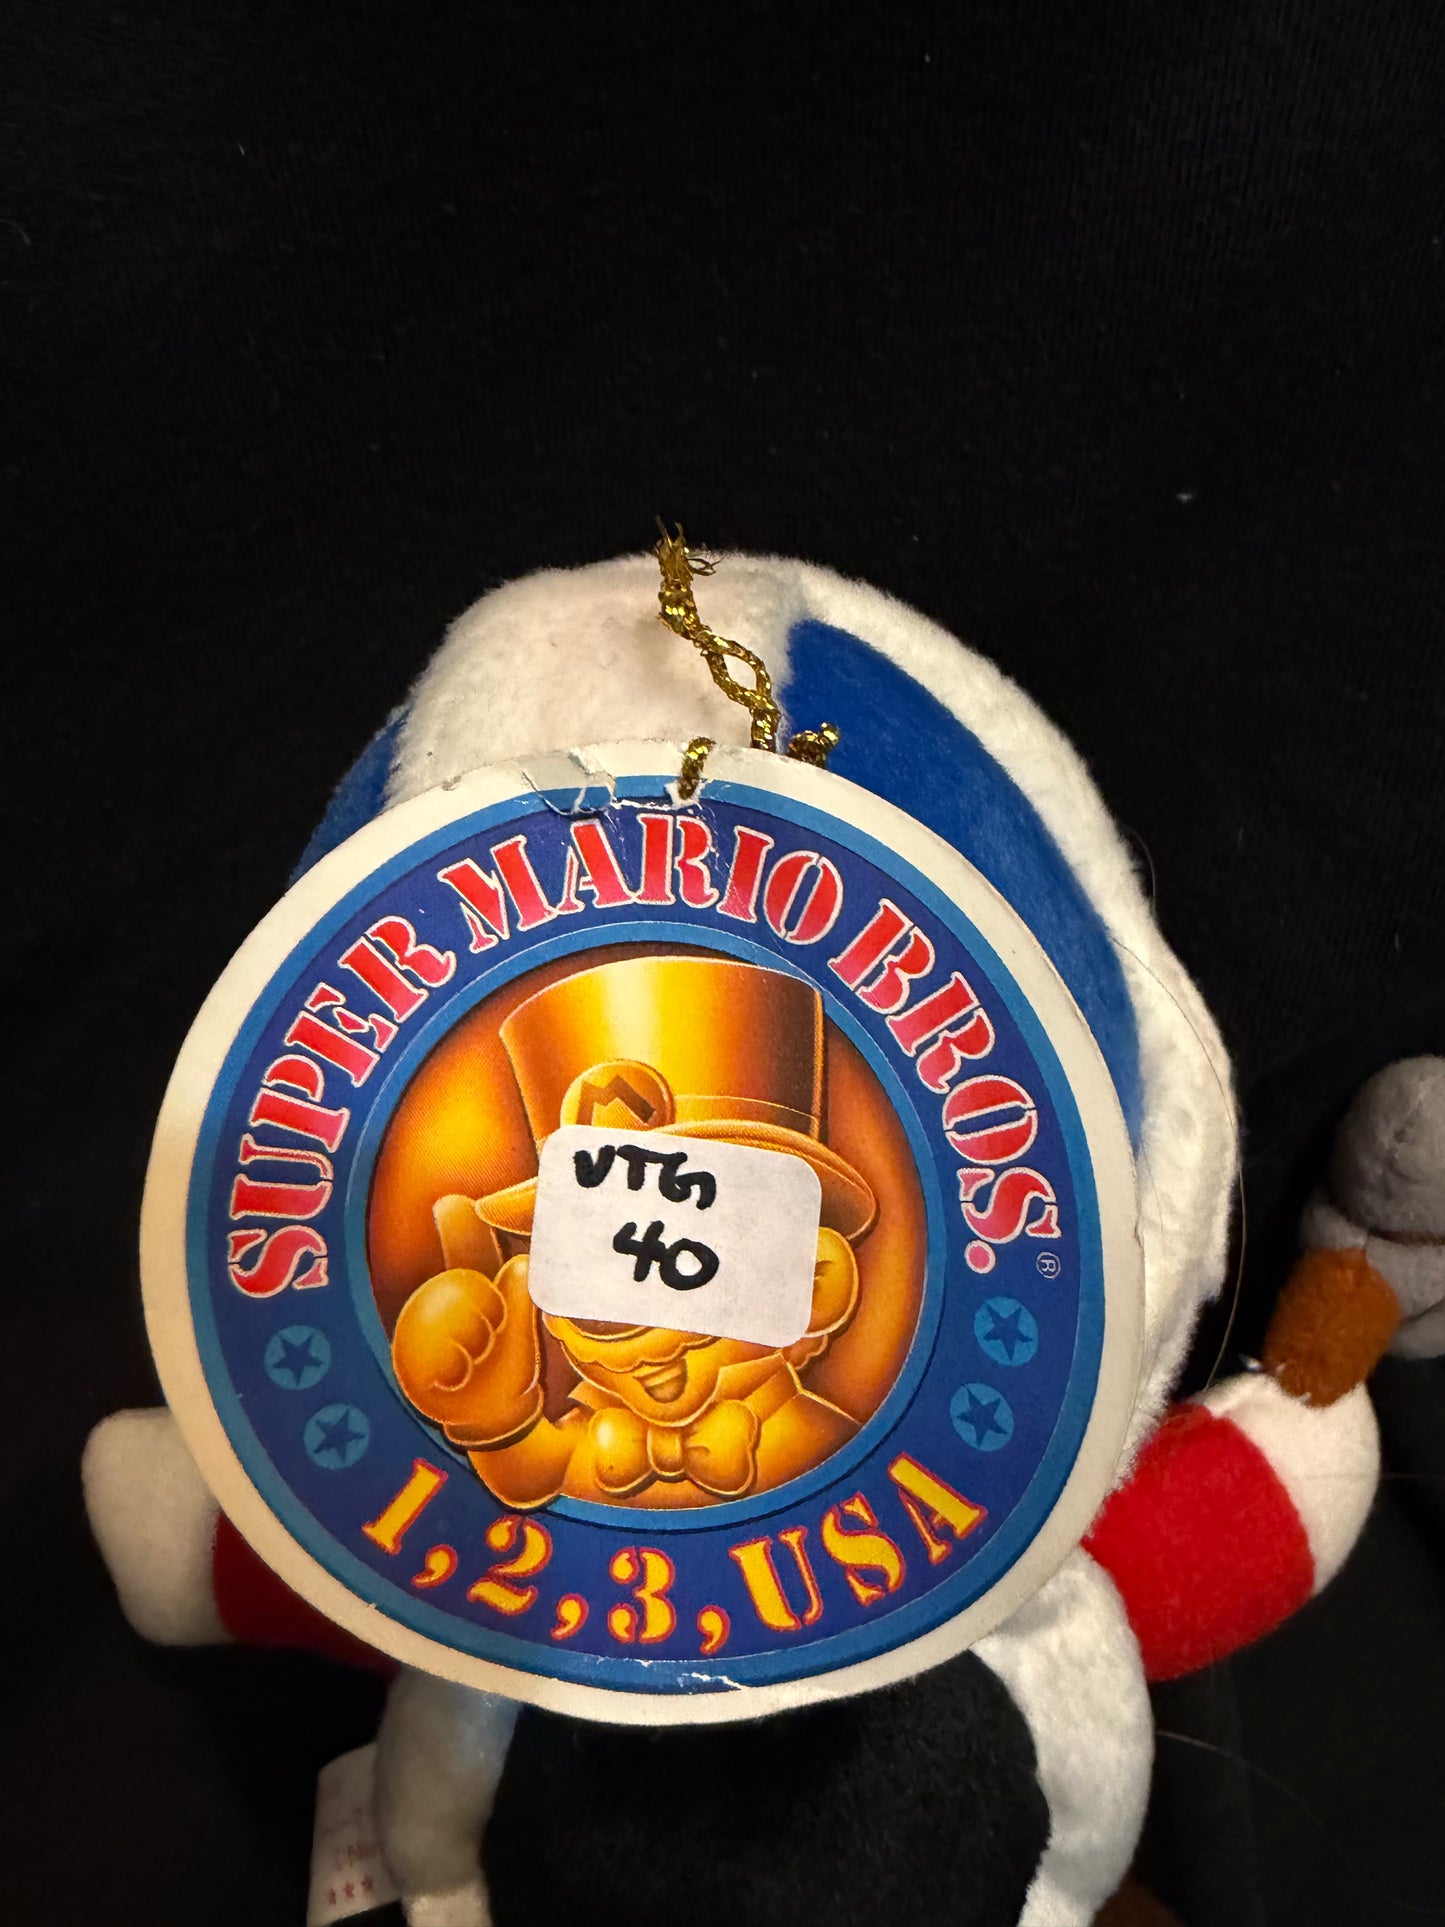 SUPER MARIO BROS.®
M
VTG
40
1, 2, 3, USA